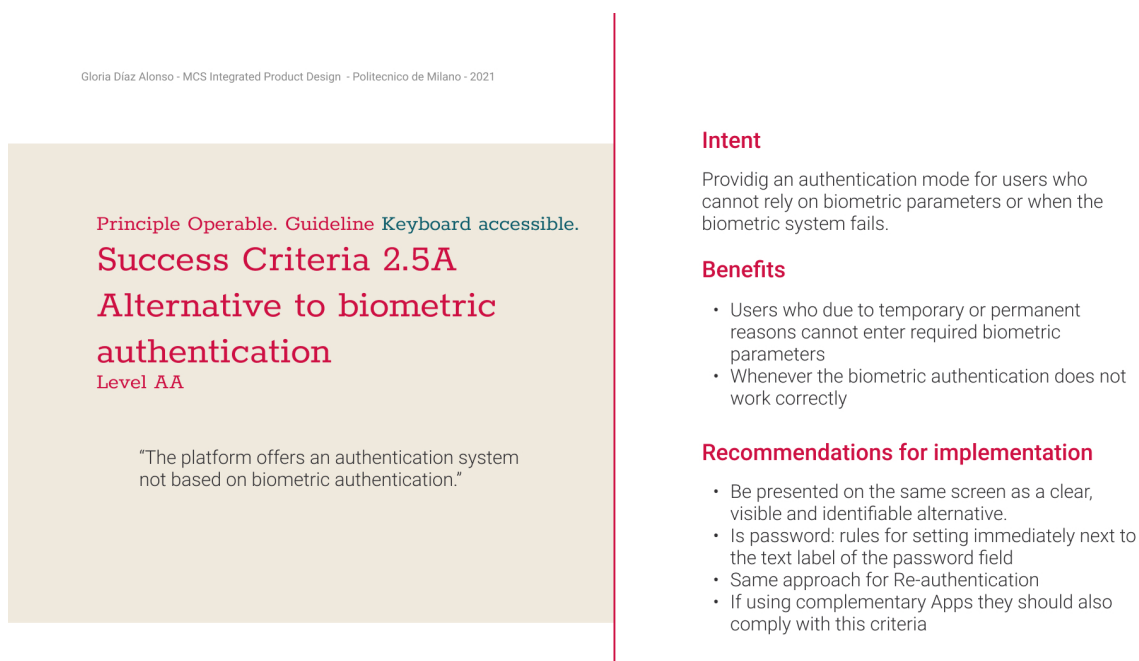 Gloria Díaz Alonso - MCS Integrated Product Design - Politecnico de Milano - 2021
Principle Operable. Guideline Keyboard accessible.
Success Criteria 2.5A
Alternative to biometric
authentication
Level AA
“The platform offers an authentication system
not based on biometric authentication.”
Intent
Providig an authentication mode for users who
cannot rely on biometric parameters or when the
biometric system fails.
Benefits
• Users who due to temporary or permanent
reasons cannot enter required biometric
parameters
• Whenever the biometric authentication does not
work correctly
Recommendations for implementation
• Be presented on the same screen as a clear,
visible and identifiable alternative.
• Is password: rules for setting immediately next to
the text label of the password field
• Same approach for Re-authentication
• If using complementary Apps they should also
comply with this criteria